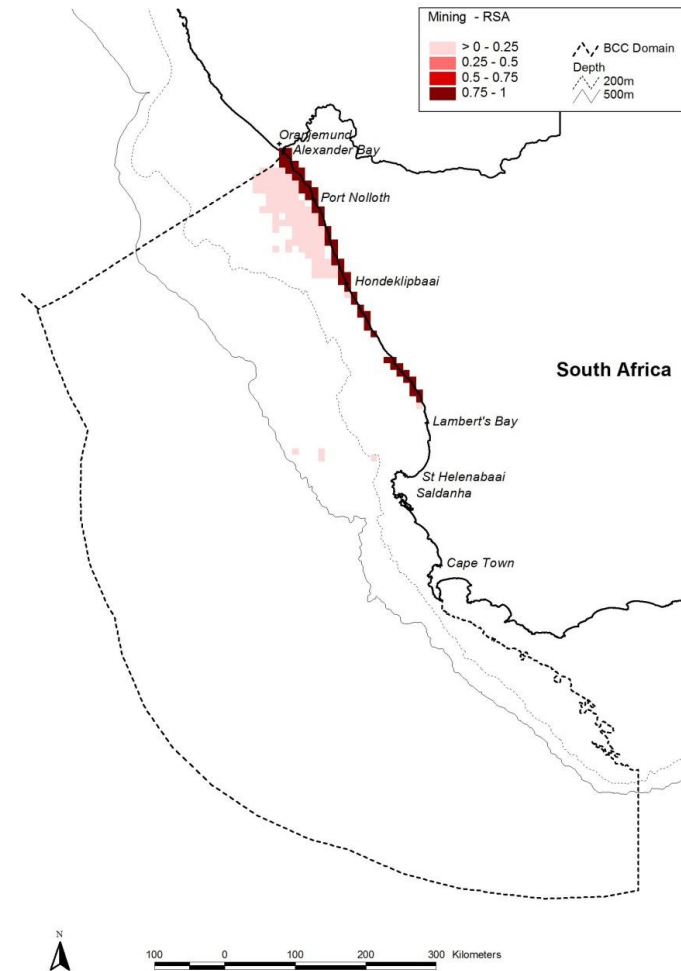 Mining - RSA
> 0 - 0.25
0.25 - 0.5
0.5 - 0.75
0.75 - 1
BCC Domain
Depth
200m
500m
Oranjemund
Alexander Bay
Port Nolloth
Hondeklipbaai
South Africa
Lambert's Bay
St Helenabaai
Saldanha
Cape Town
N
100 0 100 200 300 Kilometers